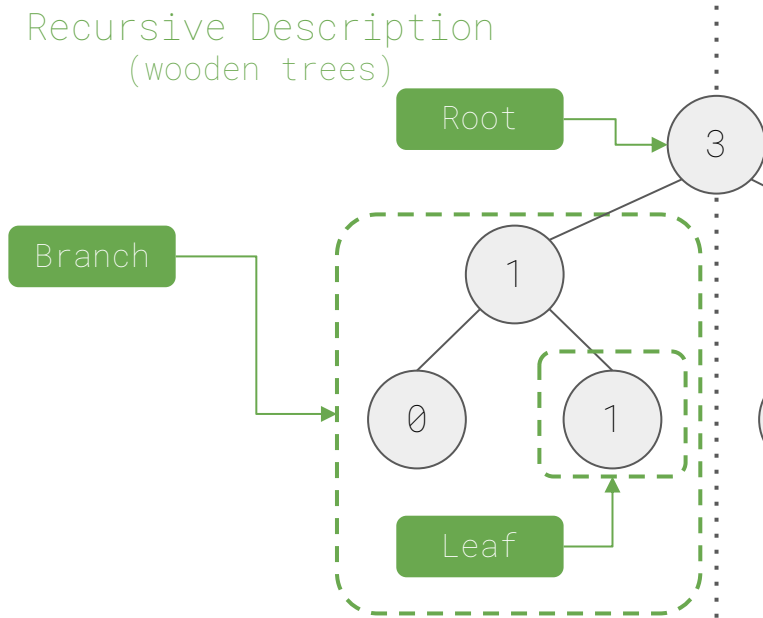 Recursive Description
(wooden trees)
Root
3
Branch
1
0
1
Leaf